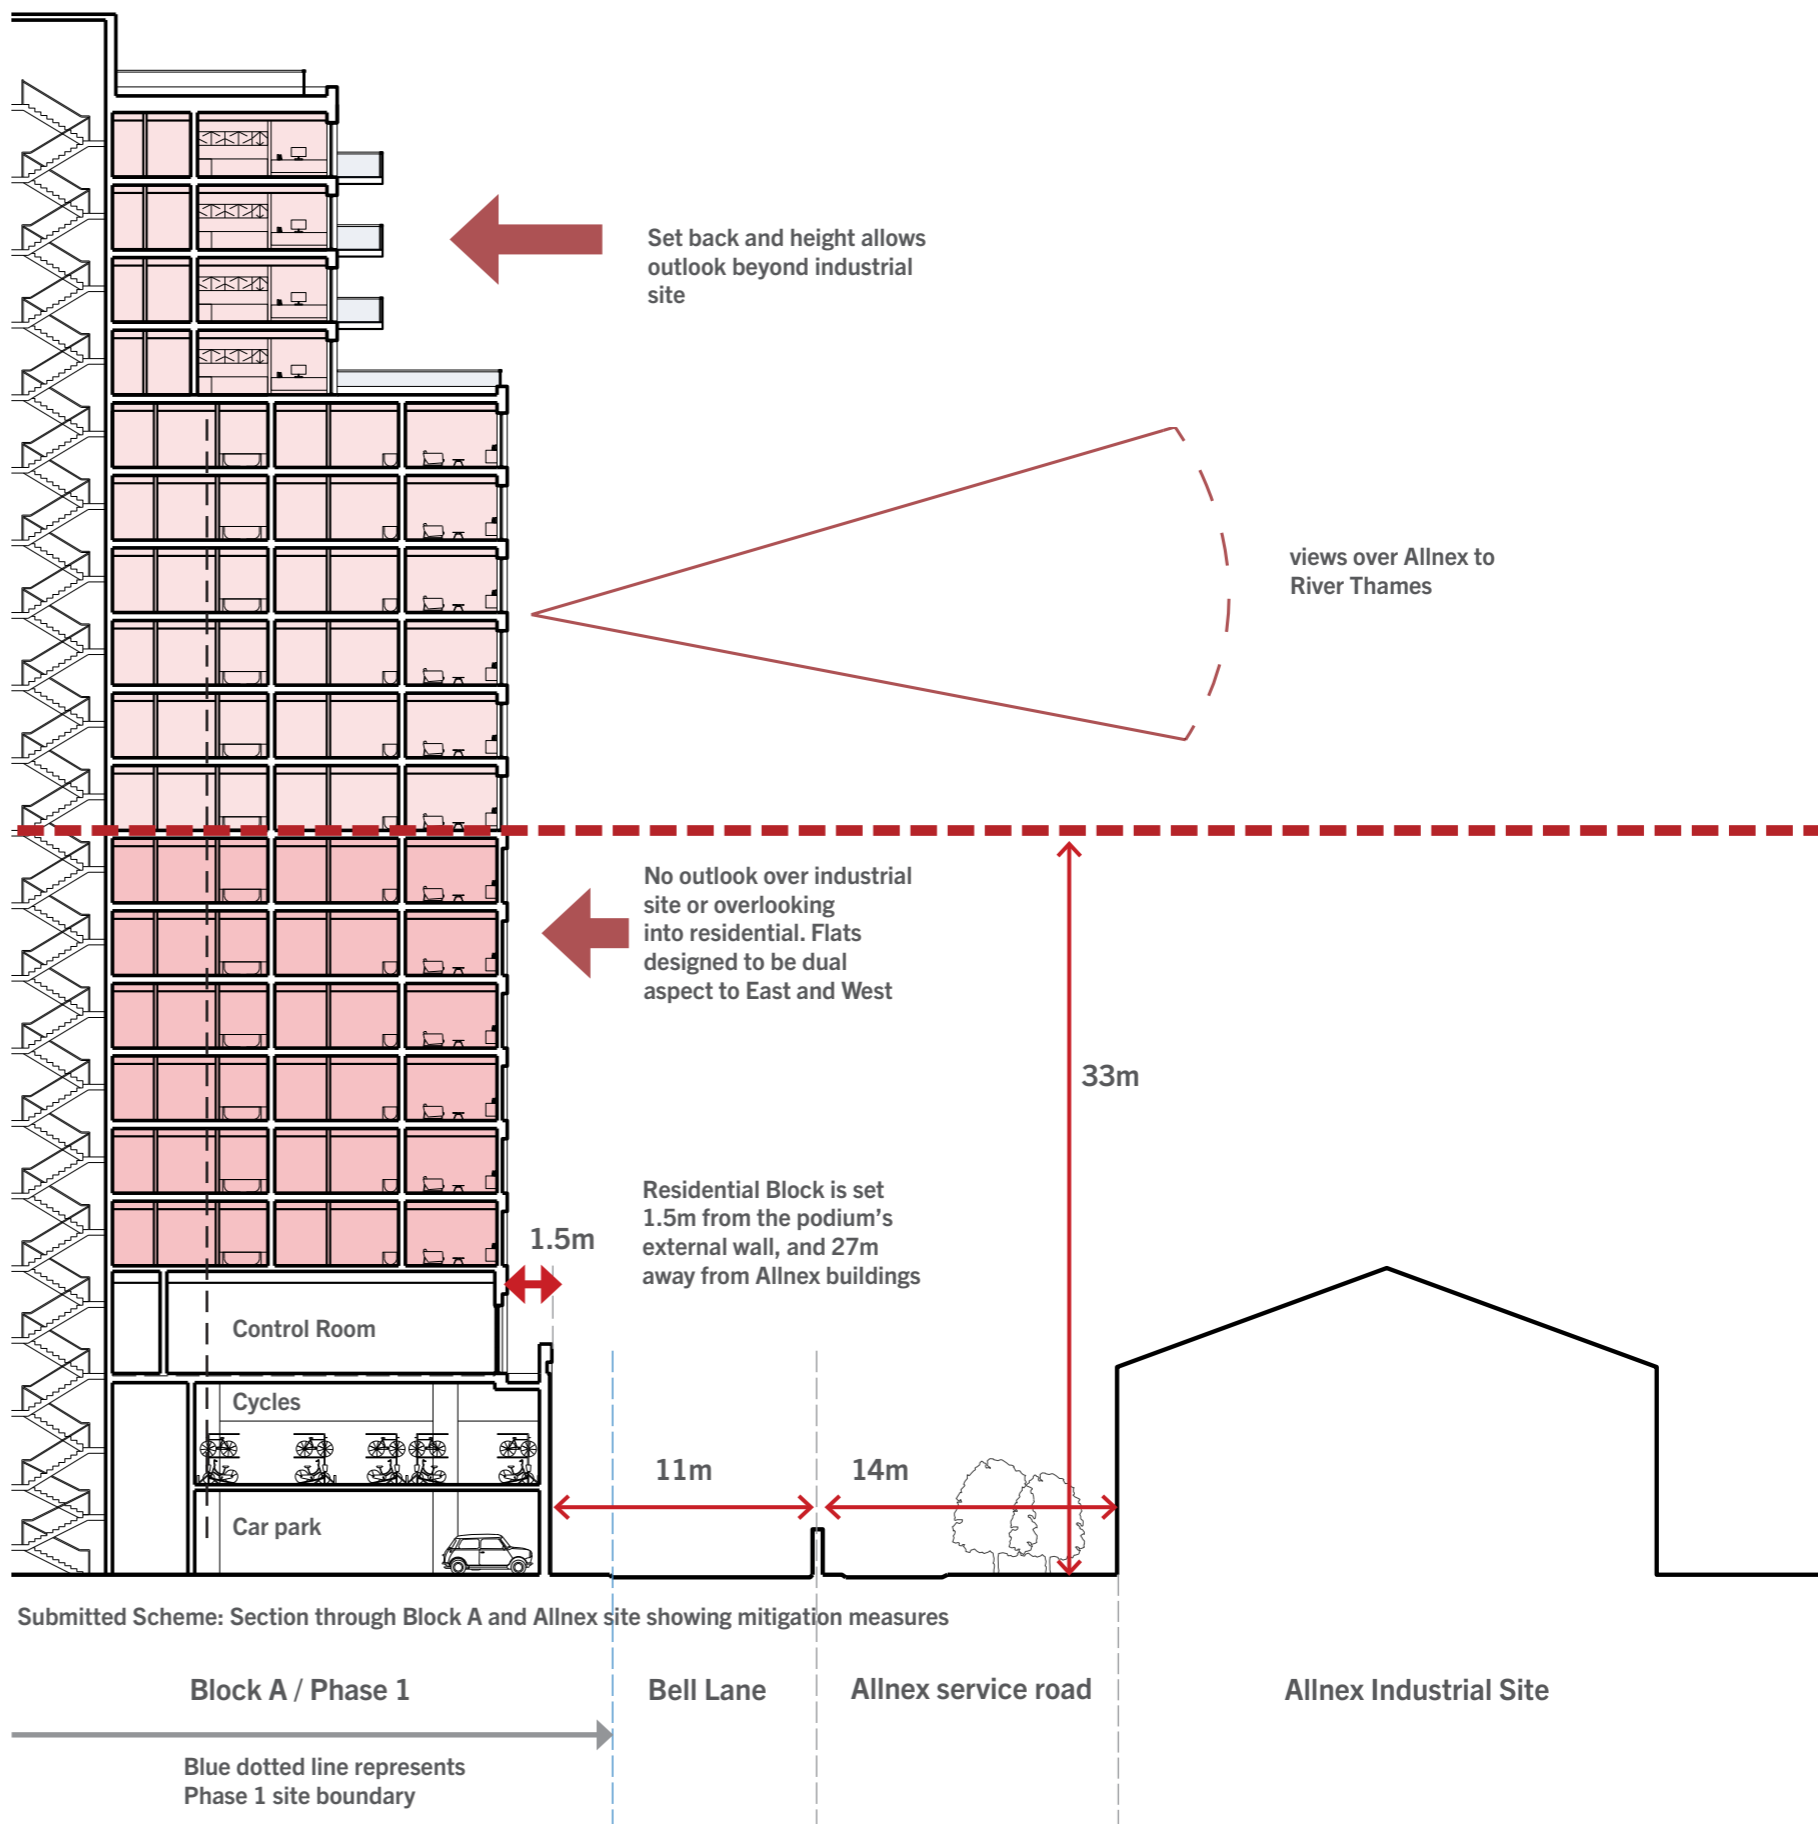 Set back and height allows
outlook beyond industrial
site
views over Allnex to
River Thames
No outlook over industrial
site or overlooking
into residential. Flats
designed to be dual
aspect to East and West
33m
Residential Block is set
1.5m from the podium's
external wall, and 27m
away from Allnex buildings
1.5m
Control Room
Cycles
11m
14m
Car park
Submitted Scheme: Section through Block A and Allnex site showing mitigation measures
Block A / Phase 1
Bell Lane
Allnex service road
Allnex Industrial Site
Blue dotted line represents
Phase 1 site boundary